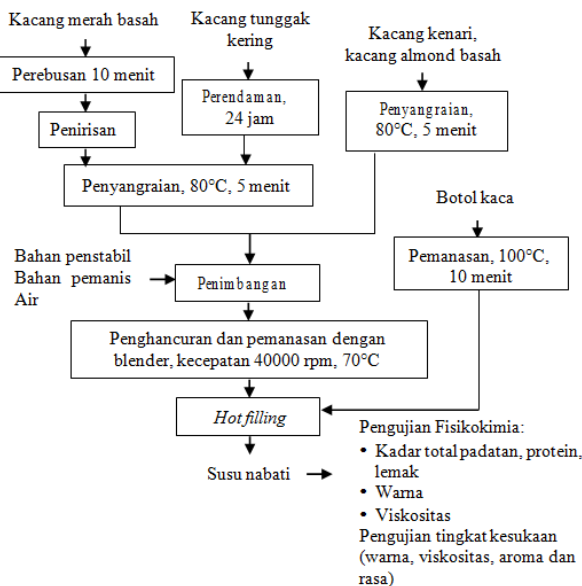 Kacang merah basah
Perebusan 10 menit
Penirisan
Kacang tunggak
kering
Perendaman,
24 jam
Penyangraian, 80°C, 5 menit
Kacang kenari,
kacang almond basah
Penyangraian,
80°C, 5 menit
Bahan penstabil
Bahan pemanis
Air
Penimbangan
Penghancuran dan pemanasan dengan
blender, kecepatan 40000 rpm, 70°C
Botol kaca
Pemanasan, 100°C,
10 menit
Hot filling
Susu nabati
Pengujian Fisikokimia:
• Kadar total padatan, protein,
lemak
• Warna
• Viskositas
Pengujian tingkat kesukaan
(warna, viskositas, aroma dan
rasa)